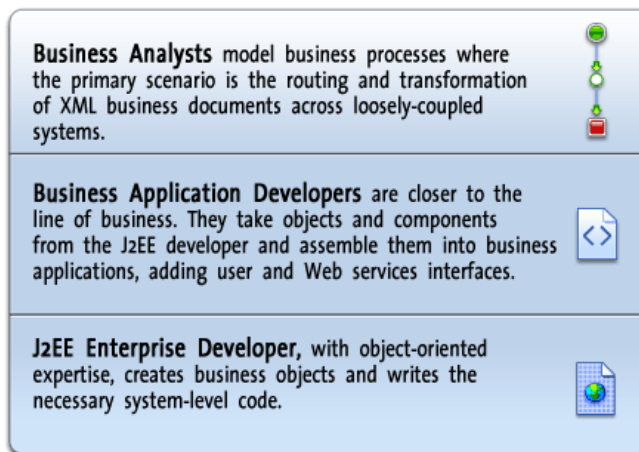 Business Analysts model business processes where
the primary scenario is the routing and transformation
of XML business documents across loosely-coupled
systems.
Business Application Developers are closer to the
line of business. They take objects and components
from the J2EE developer and assemble them into business
applications, adding user and Web services interfaces.
J2EE Enterprise Developer, with object-oriented
expertise, creates business objects and writes the
necessary system-level code.